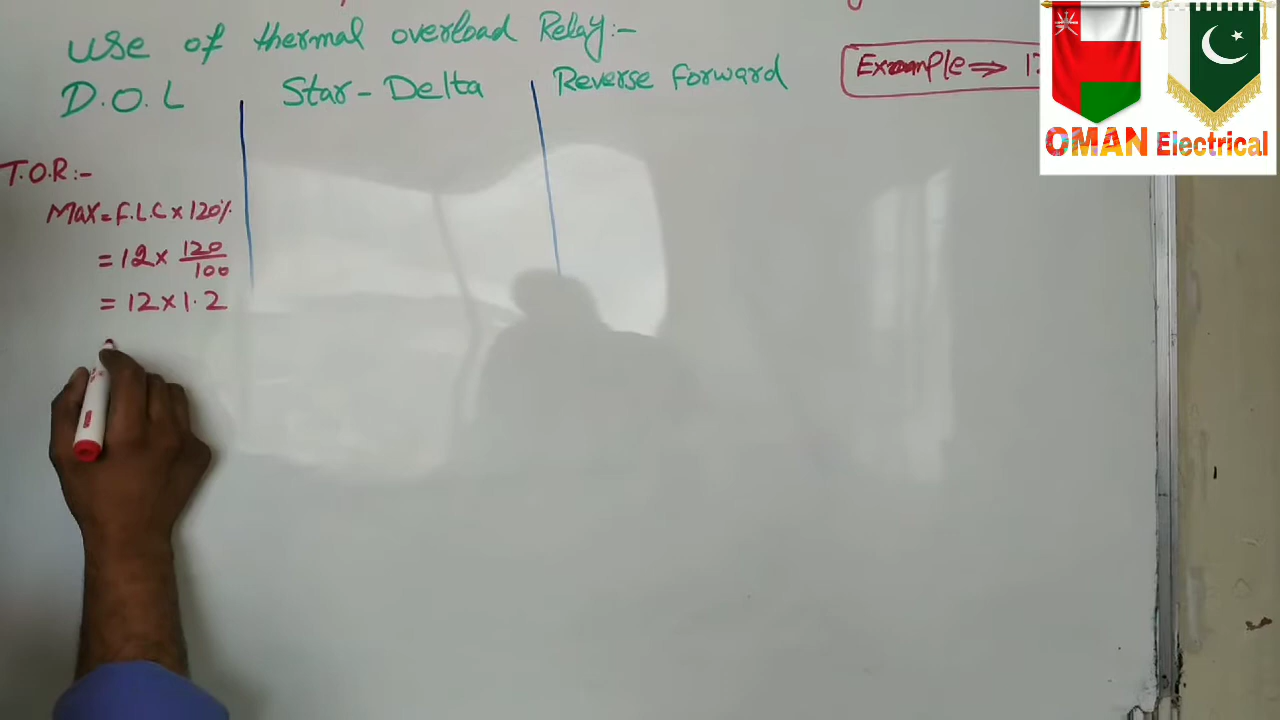 use of thermal overload Relay:-
D.O.L Star-Delta Reverse forward
Example ⇒ 1
OMAN Electrical
T.O.R:-
Max = F.L.C x 120%
= 12 x 120/100
= 12 x 1.2